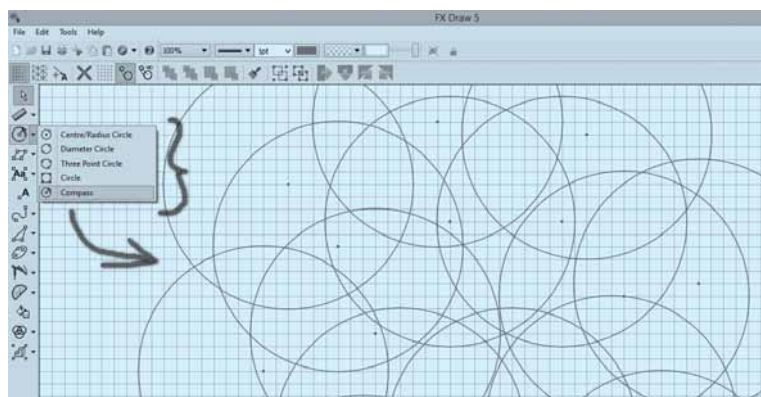 FX Draw 5
File Edit Tools Help
100% 1pt
Centre/Radius Circle
Diameter Circle
Three Point Circle
Circle
Compass
Aa
A